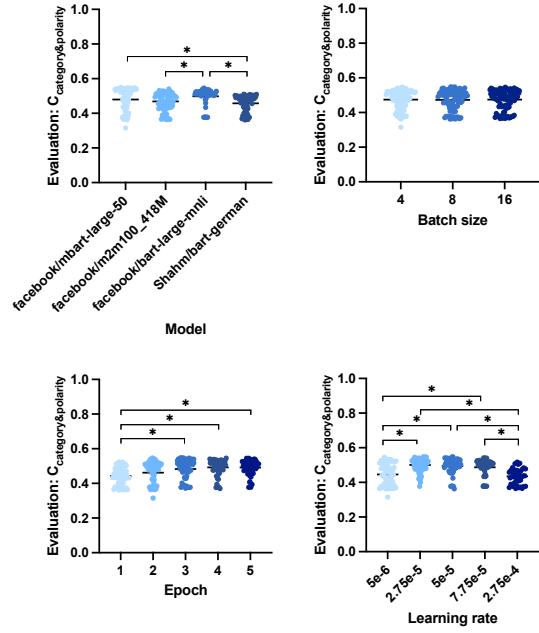 Evaluation: C category&polarity
1.0
0.8
0.6
0.4
0.2
0.0
*
* *
facebook/mbart-large-50
facebook/m2m100_418M
facebook/bart-large-mnli
Shahm/bart-german
Model
Evaluation: C category&polarity
1.0
0.8
0.6
0.4
0.2
0.0
4 8 16
Batch size
Evaluation: C category&polarity
1.0
0.8
0.6
0.4
0.2
0.0
*
*
*
1 2 3 4 5
Epoch
Evaluation: C category&polarity
1.0
0.8
0.6
0.4
0.2
0.0
*
*
* *
* *
5e-6
2.75e-5
5e-5
7.75e-5
2.75e-4
Learning rate